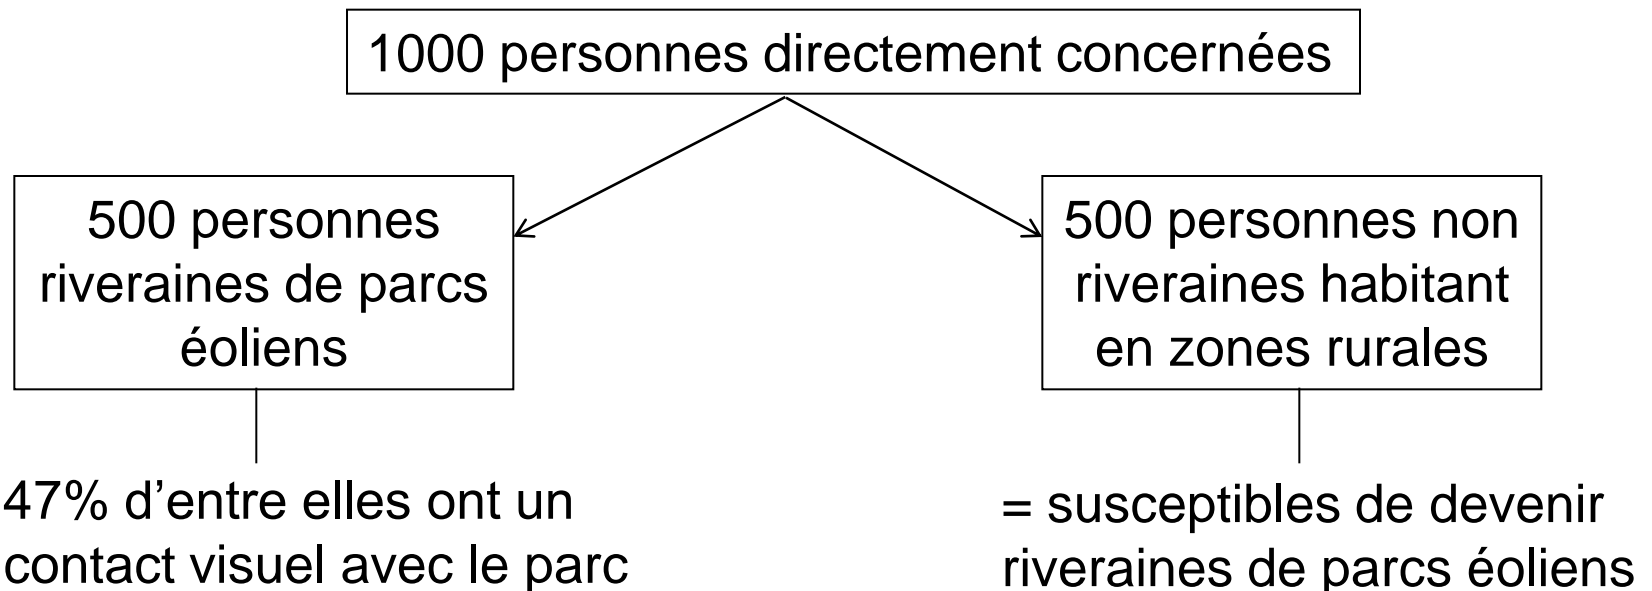 1000 personnes directement concernées
500 personnes
riveraines de parcs
éoliens
500 personnes non
riveraines habitant
en zones rurales
47% d’entre elles ont un
contact visuel avec le parc
= susceptibles de devenir
riveraines de parcs éoliens